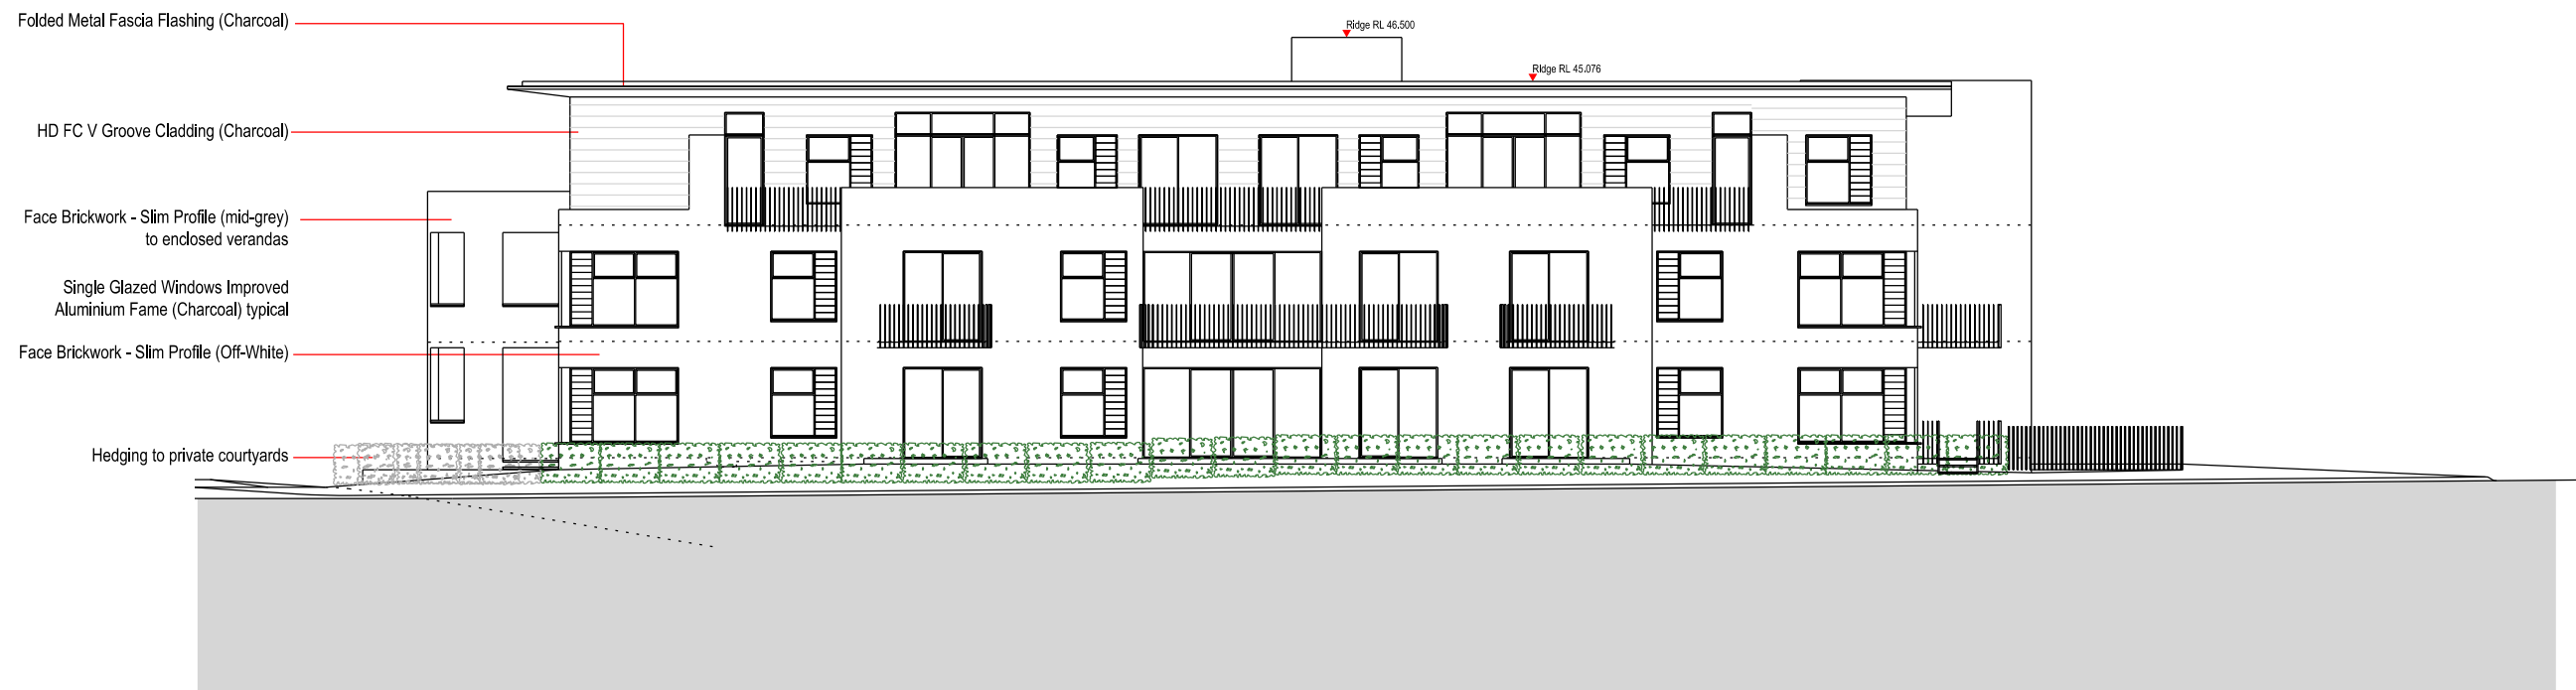 Folded Metal Fascia Flashing (Charcoal)
Ridge RL 46.500
Ridge RL 45.076
HD FC V Groove Cladding (Charcoal)
Face Brickwork - Slim Profile (mid-grey)
to enclosed verandas
Single Glazed Windows Improved
Aluminium Fame (Charcoal) typical
Face Brickwork - Slim Profile (Off-White)
Hedging to private courtyards